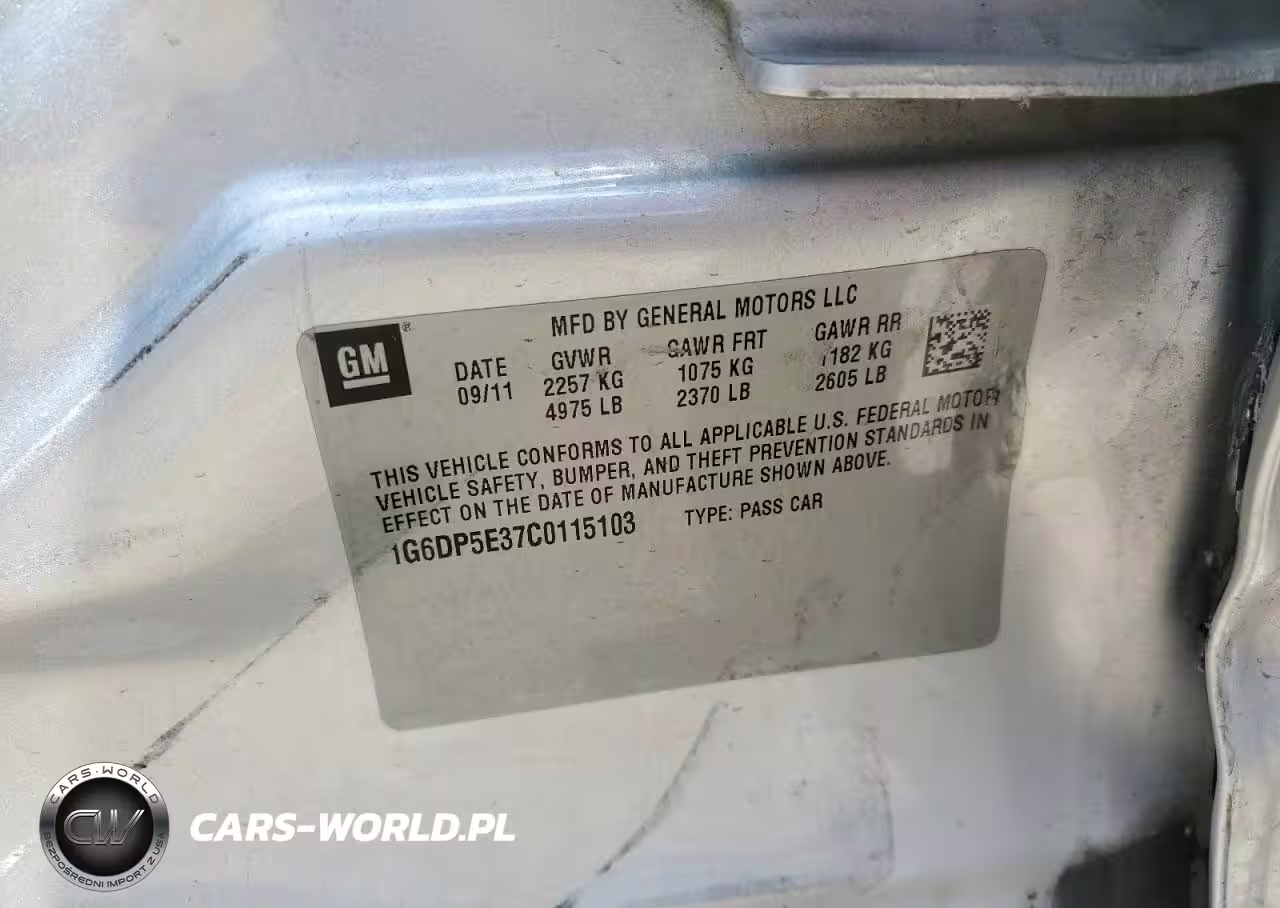 GM
®
MFD BY GENERAL MOTORS LLC
DATE GVWR GAWR FRT GAWR RR
09/11 2257 KG 1075 KG 1182 KG
4975 LB 2370 LB 2605 LB
THIS VEHICLE CONFORMS TO ALL APPLICABLE U.S. FEDERAL MOTOR
VEHICLE SAFETY, BUMPER, AND THEFT PREVENTION STANDARDS IN
EFFECT ON THE DATE OF MANUFACTURE SHOWN ABOVE.
1G6DP5E37C0115103 TYPE: PASS CAR
CARS-WORLD
CW
BEZPOŚREDNI IMPORT Z USA
CARS-WORLD.PL